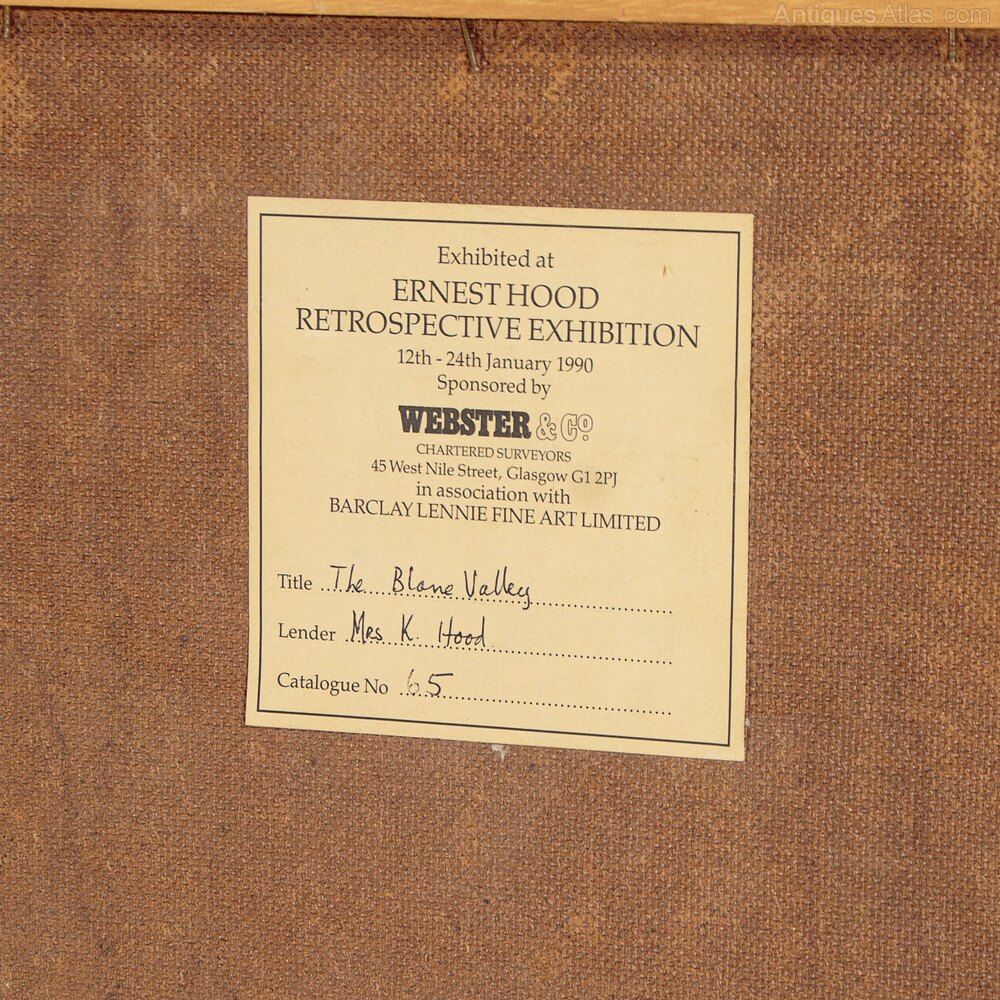 AntiquesAtlas.com
Exhibited at
ERNEST HOOD
RETROSPECTIVE EXHIBITION
12th - 24th January 1990
Sponsored by
WEBSTER & Cº
CHARTERED SURVEYORS
45 West Nile Street, Glasgow G1 2PJ
in association with
BARCLAY LENNIE FINE ART LIMITED
Title The Blane Valley
Lender Mrs K. Hood
Catalogue No 65